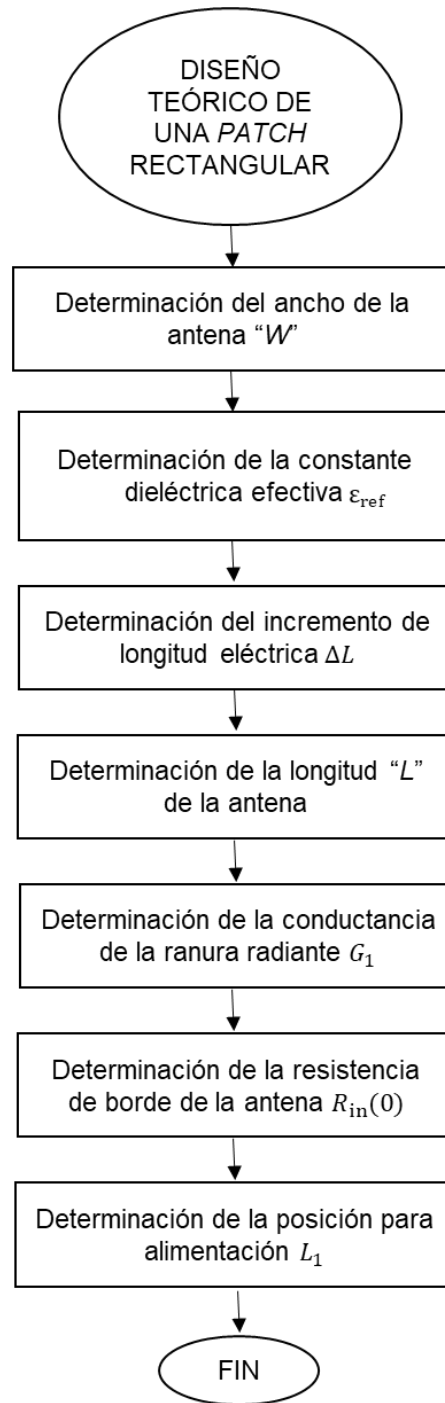 DISEÑO
TEÓRICO DE
UNA PATCH
RECTANGULAR
Determinación del ancho de la
antena “W”
Determinación de la constante
dieléctrica efectiva ε_ref
Determinación del incremento de
longitud eléctrica ΔL
Determinación de la longitud “L”
de la antena
Determinación de la conductancia
de la ranura radiante G₁
Determinación de la resistencia
de borde de la antena R_in(0)
Determinación de la posición para
alimentación L₁
FIN